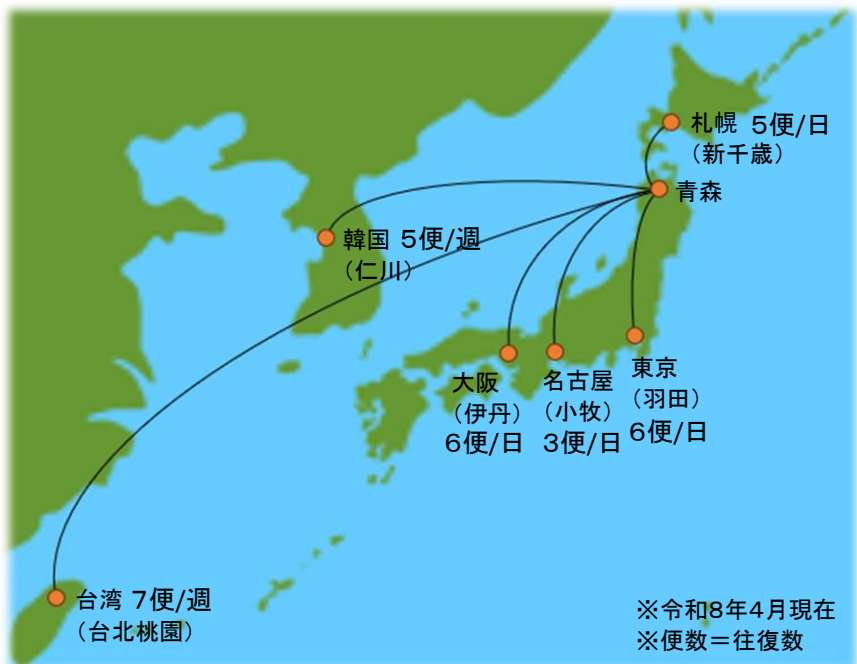 札幌 5便/日
(新千歳)
青森
韓国 5便/週
(仁川)
大阪
(伊丹)
6便/日
名古屋
(小牧)
3便/日
東京
(羽田)
6便/日
台湾 7便/週
(台北桃園)
※令和8年4月現在
※便数=往復数